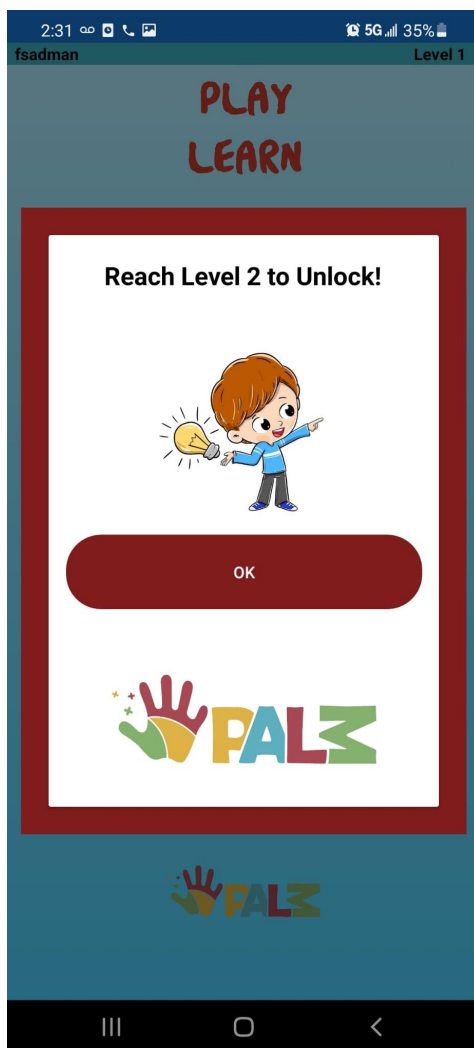 2:31 5G 35%
fsadman Level 1
PLAY
LEARN
Reach Level 2 to Unlock!
OK
PALM
PALM